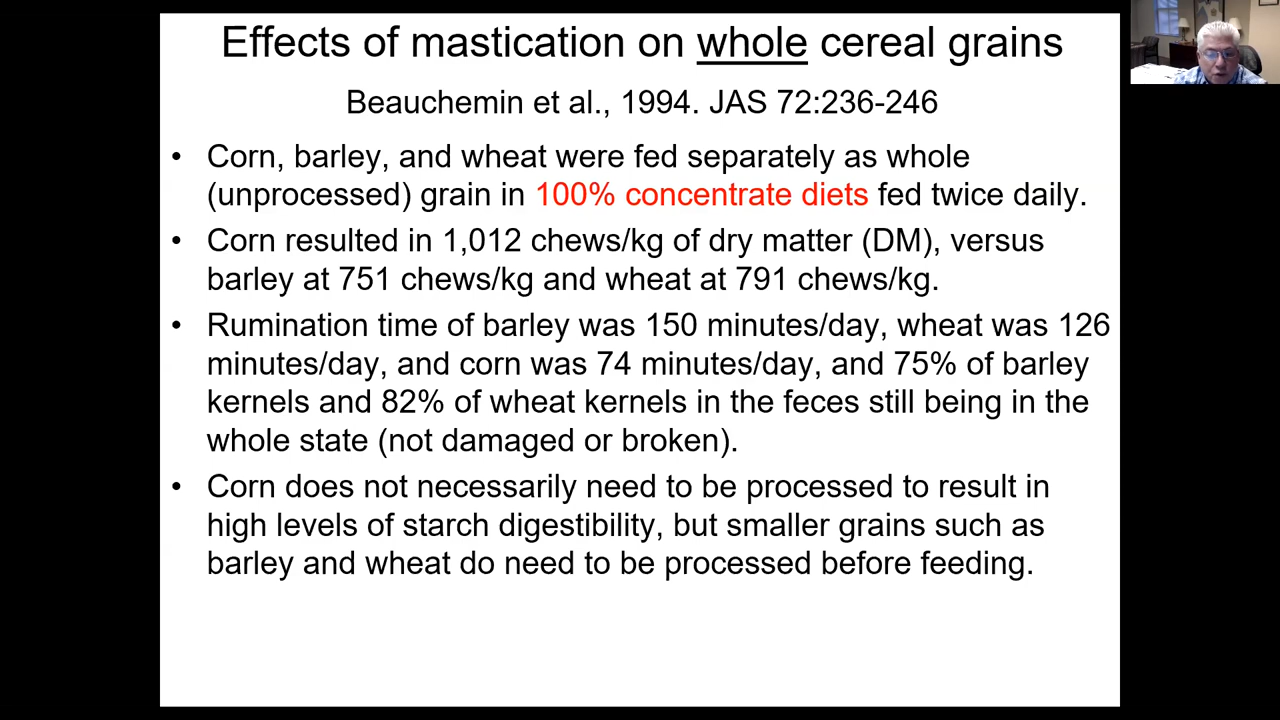 Effects of mastication on whole cereal grains
Beauchemin et al., 1994. JAS 72:236-246
• Corn, barley, and wheat were fed separately as whole
(unprocessed) grain in 100% concentrate diets fed twice daily.
• Corn resulted in 1,012 chews/kg of dry matter (DM), versus
barley at 751 chews/kg and wheat at 791 chews/kg.
• Rumination time of barley was 150 minutes/day, wheat was 126
minutes/day, and corn was 74 minutes/day, and 75% of barley
kernels and 82% of wheat kernels in the feces still being in the
whole state (not damaged or broken).
• Corn does not necessarily need to be processed to result in
high levels of starch digestibility, but smaller grains such as
barley and wheat do need to be processed before feeding.